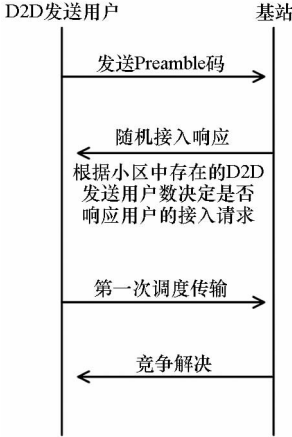 D2D发送用户
基站
发送Preamble码
随机接入响应
根据小区中存在的D2D
发送用户数决定是否
响应用户的接入请求
第一次调度传输
竞争解决